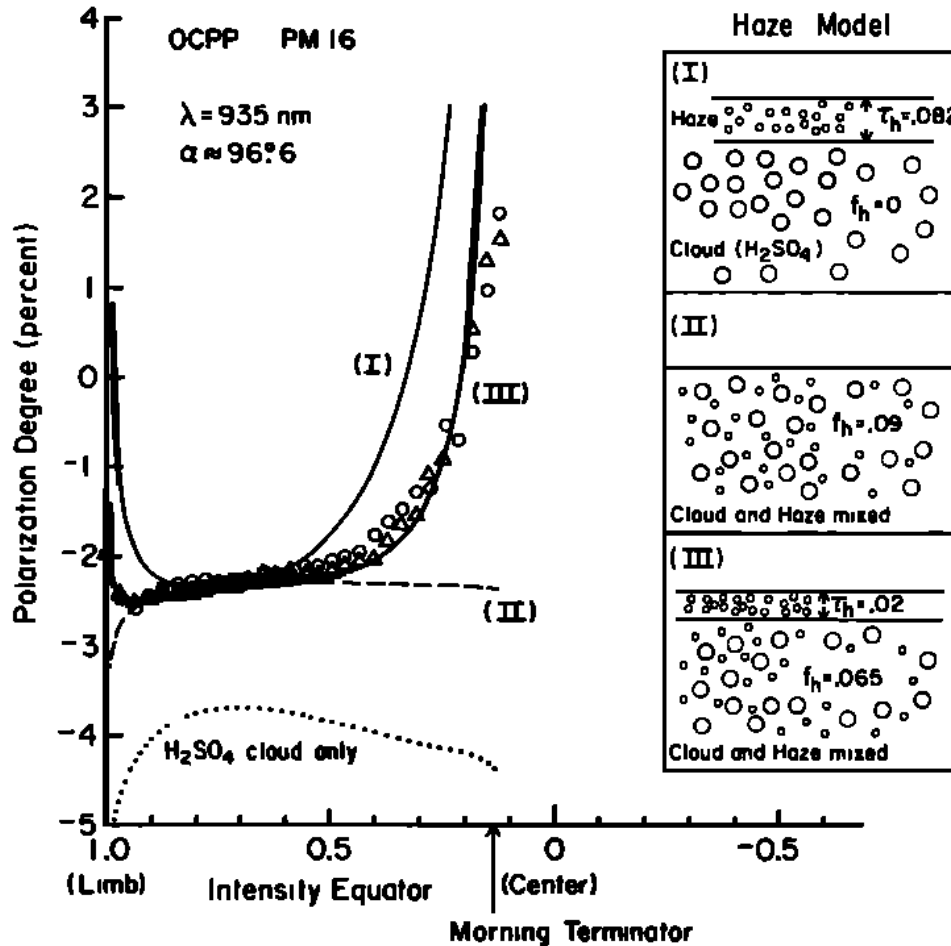 OCPP PM 16
λ = 935 nm
α ≈ 96.°6
Polarization Degree (percent)
4
3
2
1
0
-1
-2
-3
-4
-5
(I)
(III)
(II)
H₂SO₄ cloud only
1.0
0.5
0
-0.5
(Limb)
Intensity Equator
(Center)
Morning Terminator
Haze Model
(I)
Haze
τₕ=.082
fₕ=0
Cloud (H₂SO₄)
(II)
fₕ=.09
Cloud and Haze mixed
(III)
τₕ=.02
fₕ=.065
Cloud and Haze mixed